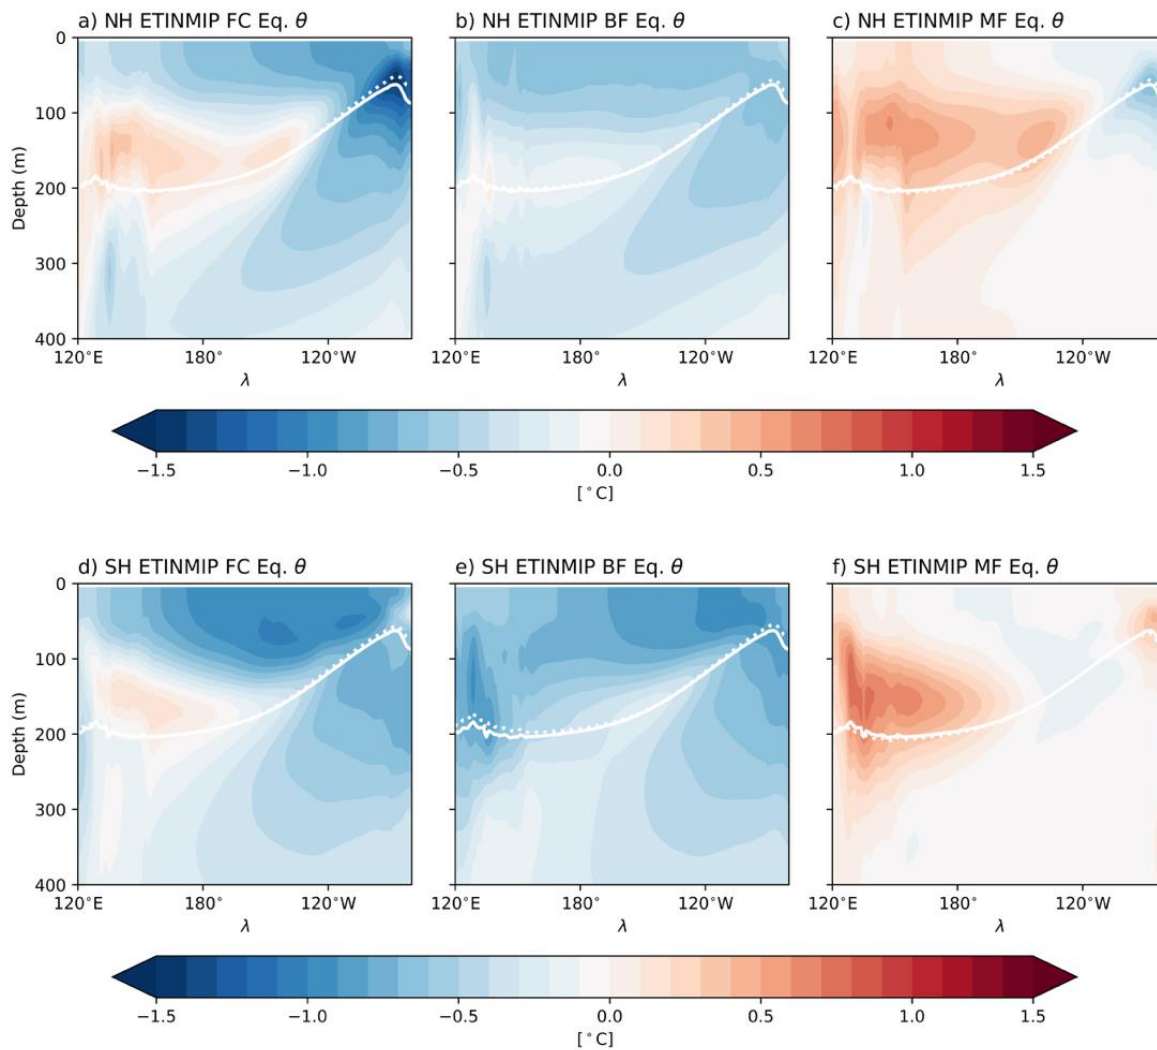 a) NH ETINMIP FC Eq. θ
b) NH ETINMIP BF Eq. θ
c) NH ETINMIP MF Eq. θ
0
100
200
300
400
Depth (m)
120°E 180° 120°W
120°E 180° 120°W
120°E 180° 120°W
λ
λ
λ
−1.5 −1.0 −0.5 0.0 0.5 1.0 1.5
[°C]
d) SH ETINMIP FC Eq. θ
e) SH ETINMIP BF Eq. θ
f) SH ETINMIP MF Eq. θ
0
100
200
300
400
Depth (m)
120°E 180° 120°W
120°E 180° 120°W
120°E 180° 120°W
λ
λ
λ
−1.5 −1.0 −0.5 0.0 0.5 1.0 1.5
[°C]